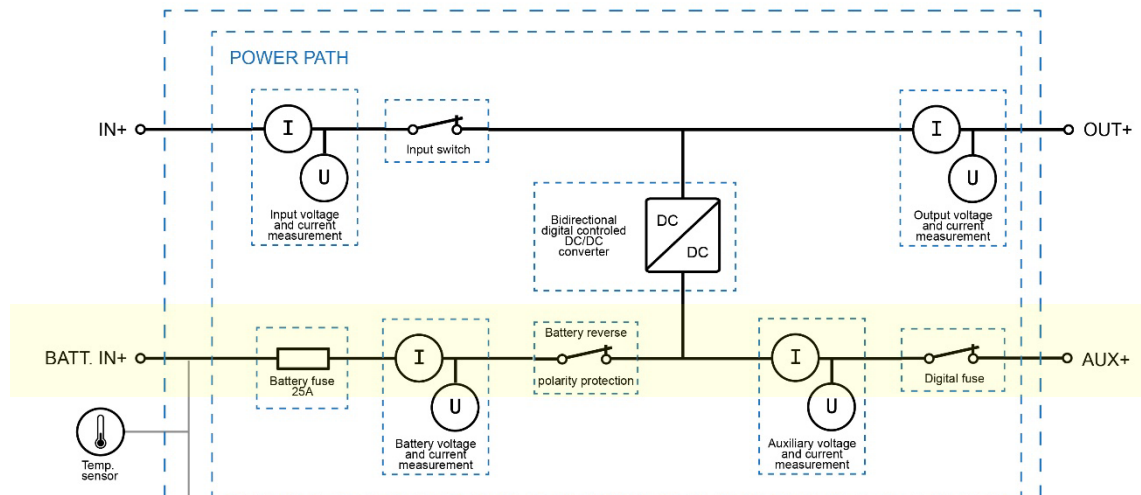 POWER PATH
IN+
I
U
Input voltage
and current
measurement
Input switch
I
U
Output voltage
and current
measurement
OUT+
Bidirectional
digital controled
DC/DC
converter
DC
DC
BATT. IN+
Battery fuse
25A
I
U
Battery voltage
and current
measurement
Battery reverse
polarity protection
I
U
Auxiliary voltage
and current
measurement
Digital fuse
AUX+
Temp.
sensor